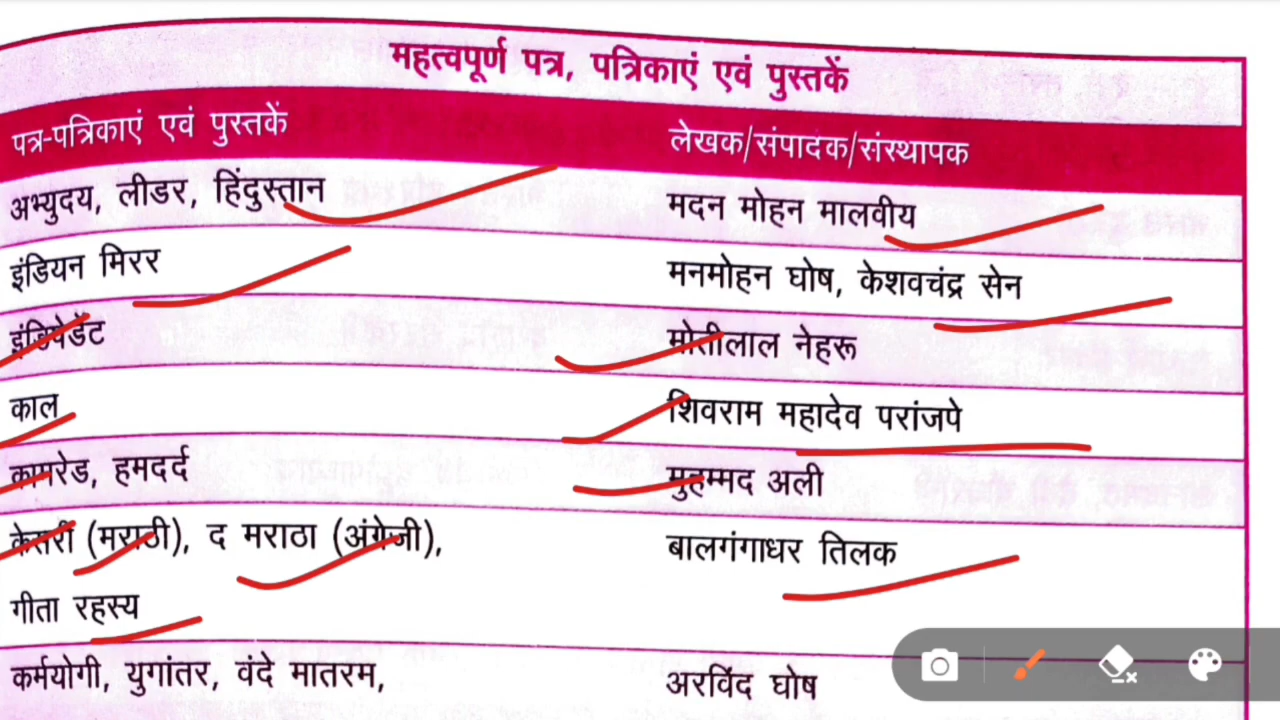 महत्वपूर्ण पत्र, पत्रिकाएं एवं पुस्तकें
पत्र-पत्रिकाएं एवं पुस्तकें लेखक/संपादक/संस्थापक
अभ्युदय, लीडर, हिंदुस्तान मदन मोहन मालवीय
इंडियन मिरर मनमोहन घोष, केशवचंद्र सेन
इंडिपेडेंट मोतीलाल नेहरू
काल शिवराम महादेव परांजपे
कामरेड, हमदर्द मुहम्मद अली
केसरी (मराठी), द मराठा (अंग्रेजी), बालगंगाधर तिलक
गीता रहस्य
कर्मयोगी, युगांतर, वंदे मातरम, अरविंद घोष